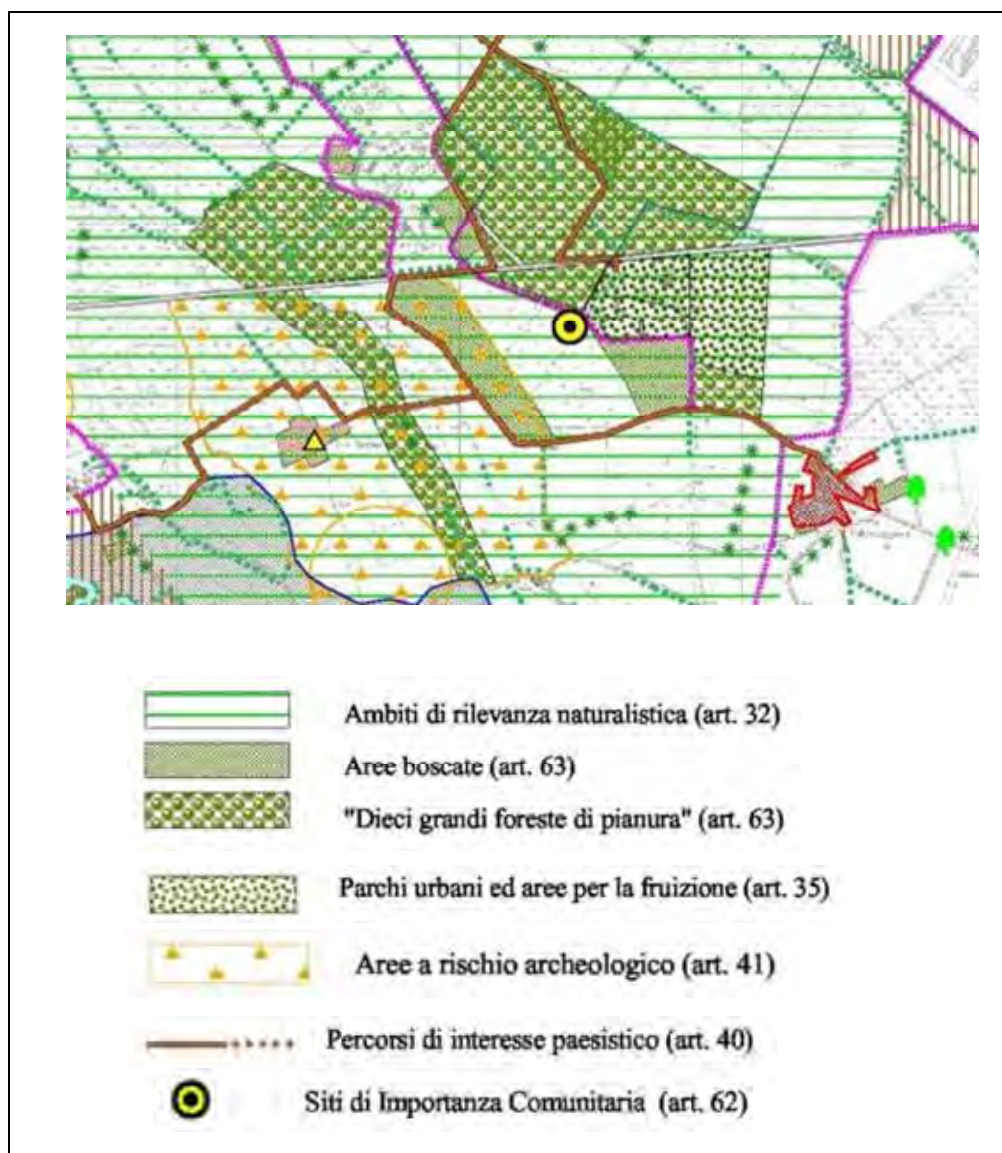 Ambiti di rilevanza naturalistica (art. 32)
Aree boscate (art. 63)
"Dieci grandi foreste di pianura" (art. 63)
Parchi urbani ed aree per la fruizione (art. 35)
Aree a rischio archeologico (art. 41)
Percorsi di interesse paesistico (art. 40)
Siti di Importanza Comunitaria (art. 62)